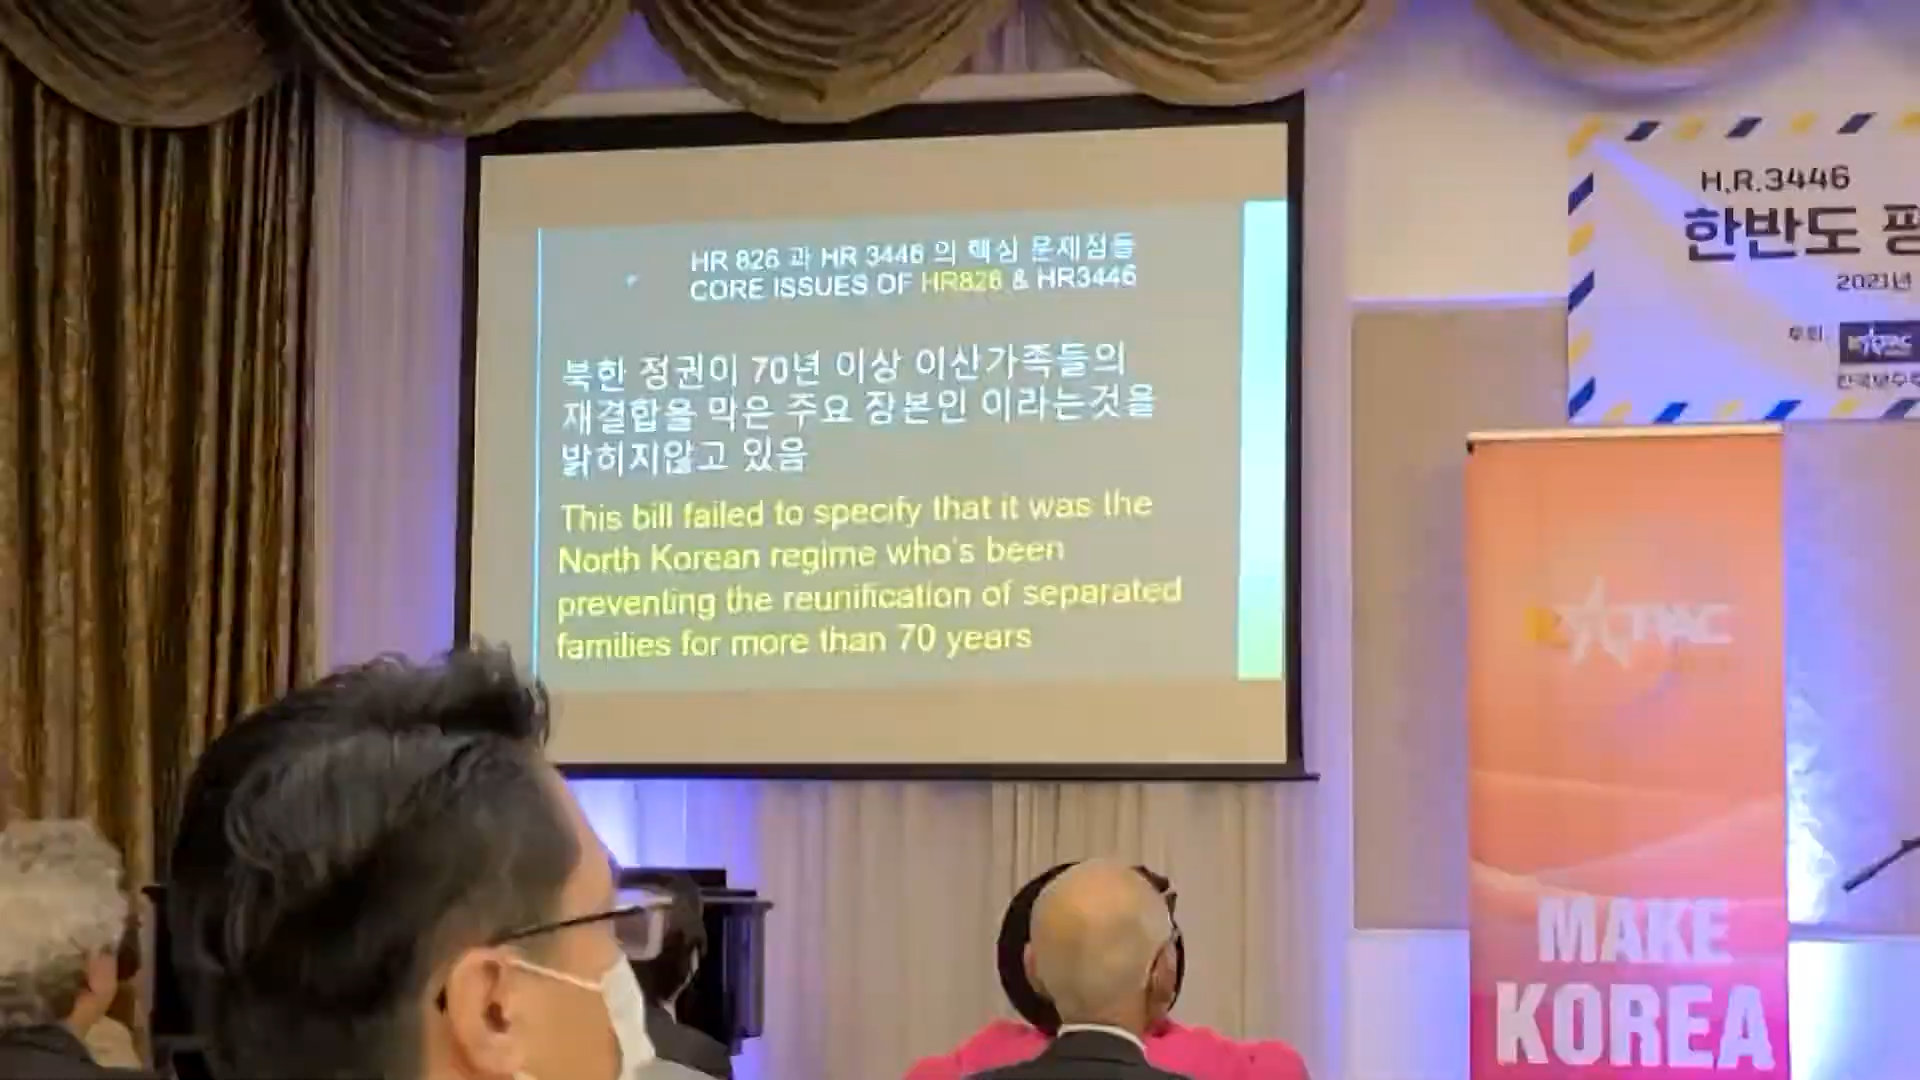 HR 826 과 HR 3446 의 핵심 문제점들
CORE ISSUES OF HR826 & HR3446
북한 정권이 70년 이상 이산가족들의
재결합을 막은 주요 장본인 이라는것을
밝히지않고 있음
This bill failed to specify that it was the
North Korean regime who's been
preventing the reunification of separated
families for more than 70 years
H.R.3446
한반도 평
2021년
주최:
MAKE
KOREA